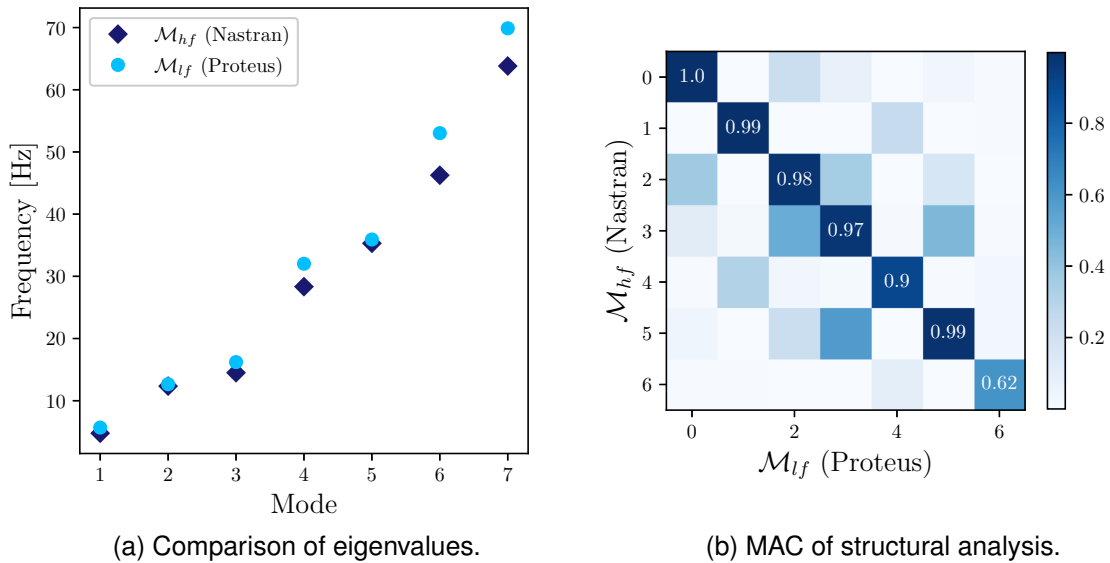 70
60
50
40
30
20
10
Frequency [Hz]
ℳhf (Nastran)
ℳlf (Proteus)
1 2 3 4 5 6 7
Mode
(a) Comparison of eigenvalues.
0
1
2
3
4
5
6
ℳhf (Nastran)
1.0
0.99
0.98
0.97
0.9
0.99
0.62
0 2 4 6
ℳlf (Proteus)
0.8
0.6
0.4
0.2
(b) MAC of structural analysis.